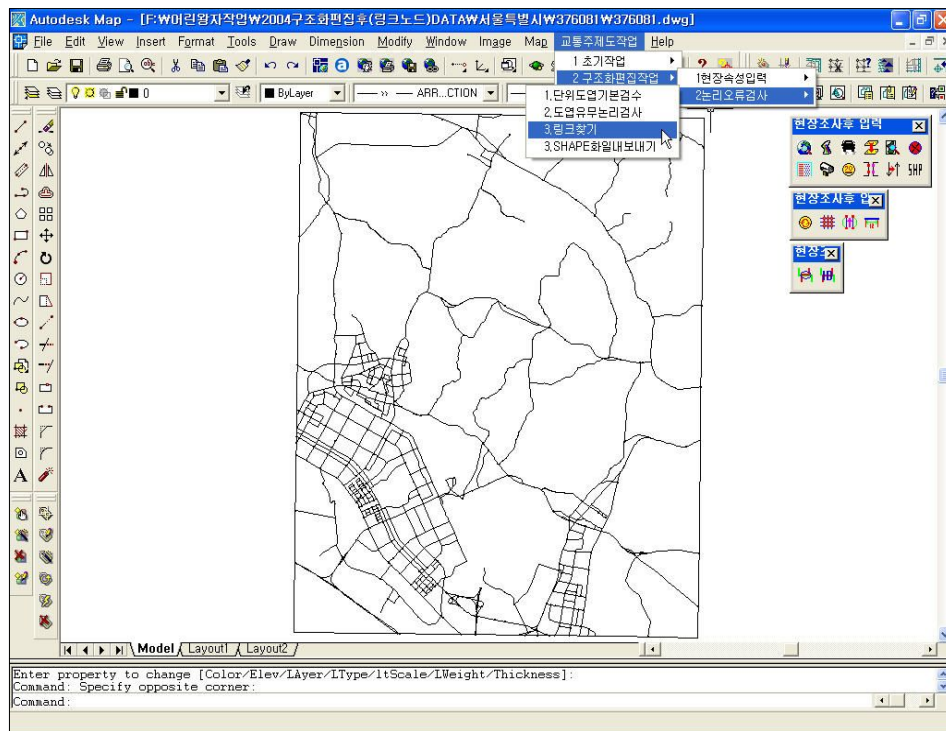 Autodesk Map - [F:₩어린왕자작업₩2004구조화편집후(링크노드)DATA₩서울특별시₩376081₩376081.dwg]
File Edit View Insert Format Tools Draw Dimension Modify Window Image Map 교통주제도작업 Help
1 초기작업
2 구조화편집작업
1현장속성입력
2논리오류검사
0
ByLayer
ARR...CTION
1.단위도엽기본검수
2.도엽유무논리검사
3.링크찾기
3.SHAPE화일내보내기
현장조사후 입력
SHP
현장조사후 입
현장조
A
Model Layout1 Layout2
Enter property to change [Color/Elev/LAyer/LType/ltScale/LWeight/Thickness]:
Command: Specify opposite corner:
Command: